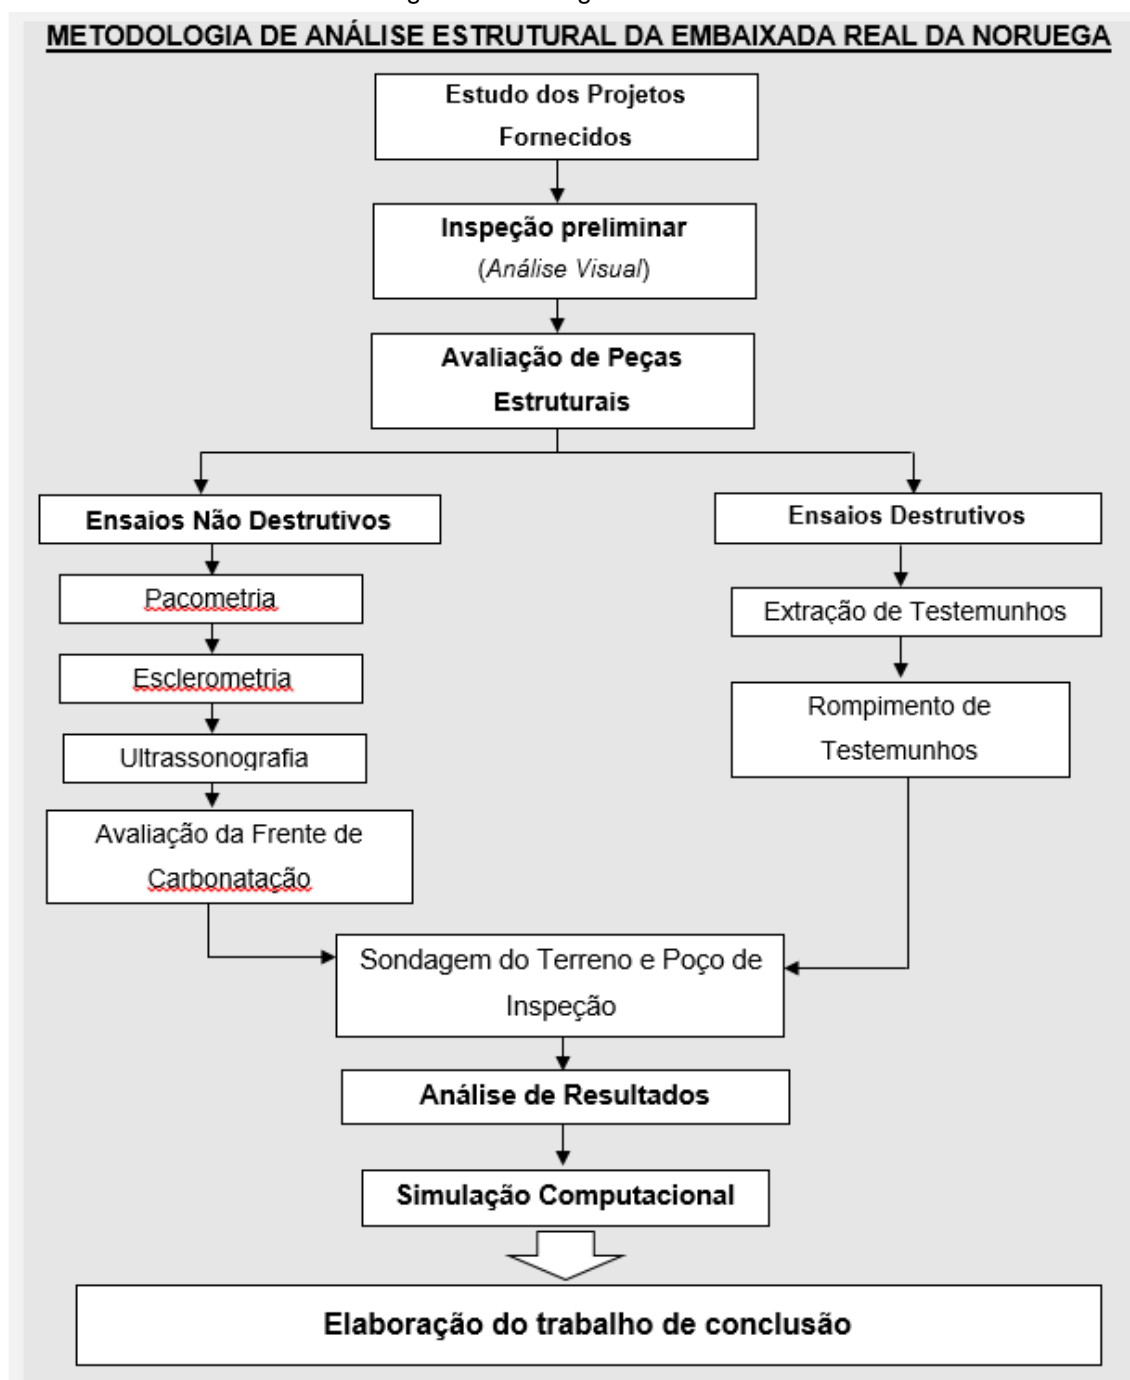 METODOLOGIA DE ANÁLISE ESTRUTURAL DA EMBAIXADA REAL DA NORUEGA
Estudo dos Projetos
Fornecidos
Inspeção preliminar
(Análise Visual)
Avaliação de Peças
Estruturais
Ensaios Não Destrutivos
Pacometria
Esclerometria
Ultrassonografia
Avaliação da Frente de
Carbonatação
Ensaios Destrutivos
Extração de Testemunhos
Rompimento de
Testemunhos
Sondagem do Terreno e Poço de
Inspeção
Análise de Resultados
Simulação Computacional
Elaboração do trabalho de conclusão